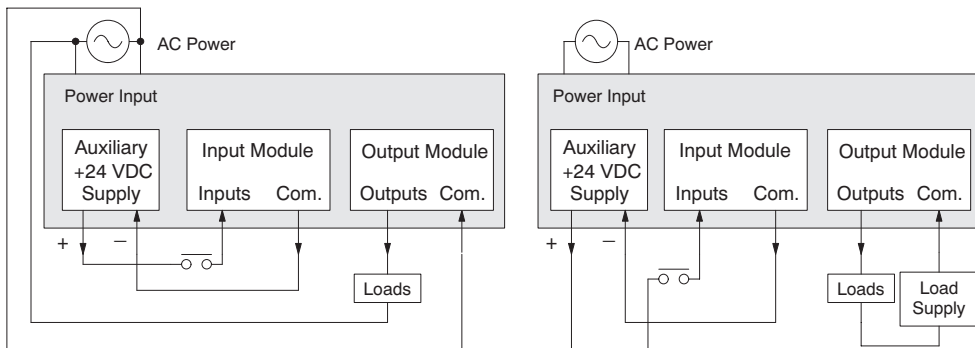 AC Power
Power Input
Auxiliary
+24 VDC
Supply
Input Module
Inputs Com.
Output Module
Outputs Com.
+ –
Loads
AC Power
Power Input
Auxiliary
+24 VDC
Supply
Input Module
Inputs Com.
Output Module
Outputs Com.
+ –
Loads
Load
Supply